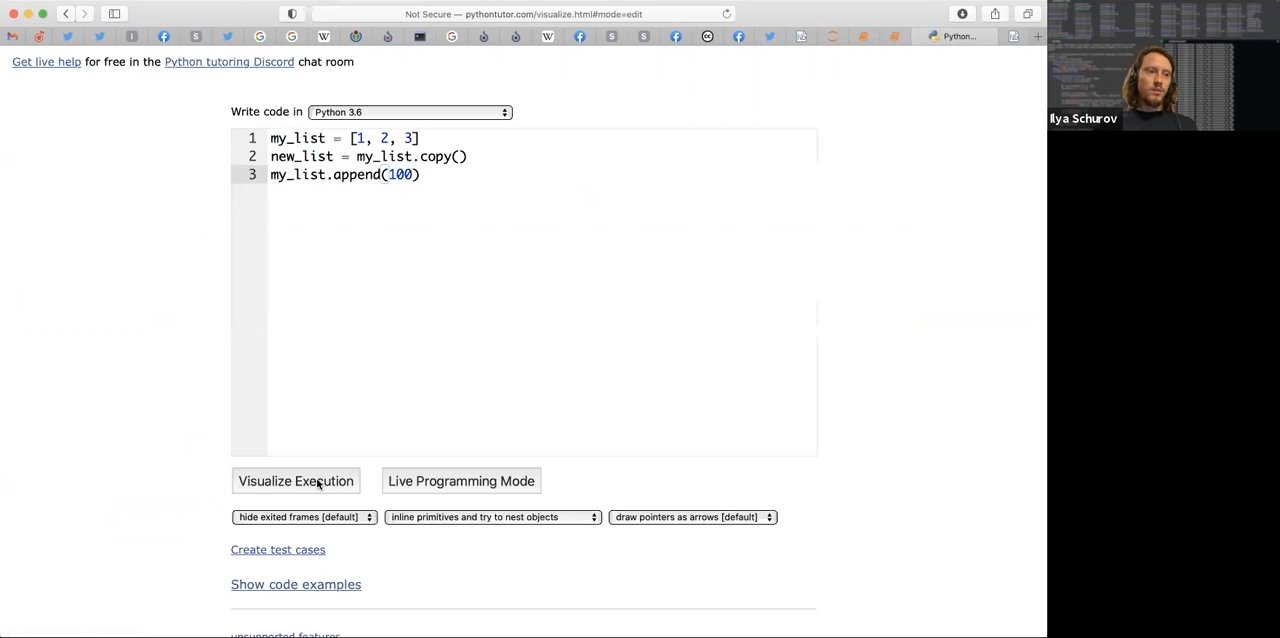 Not Secure — pythontutor.com/visualize.html#mode=edit
Python...
Get live help for free in the Python tutoring Discord chat room
Write code in Python 3.6
1 my_list = [1, 2, 3]
2 new_list = my_list.copy()
3 my_list.append(100)
Visualize Execution Live Programming Mode
hide exited frames [default] inline primitives and try to nest objects draw pointers as arrows [default]
Create test cases
Show code examples
unsupported features
Ilya Schurov